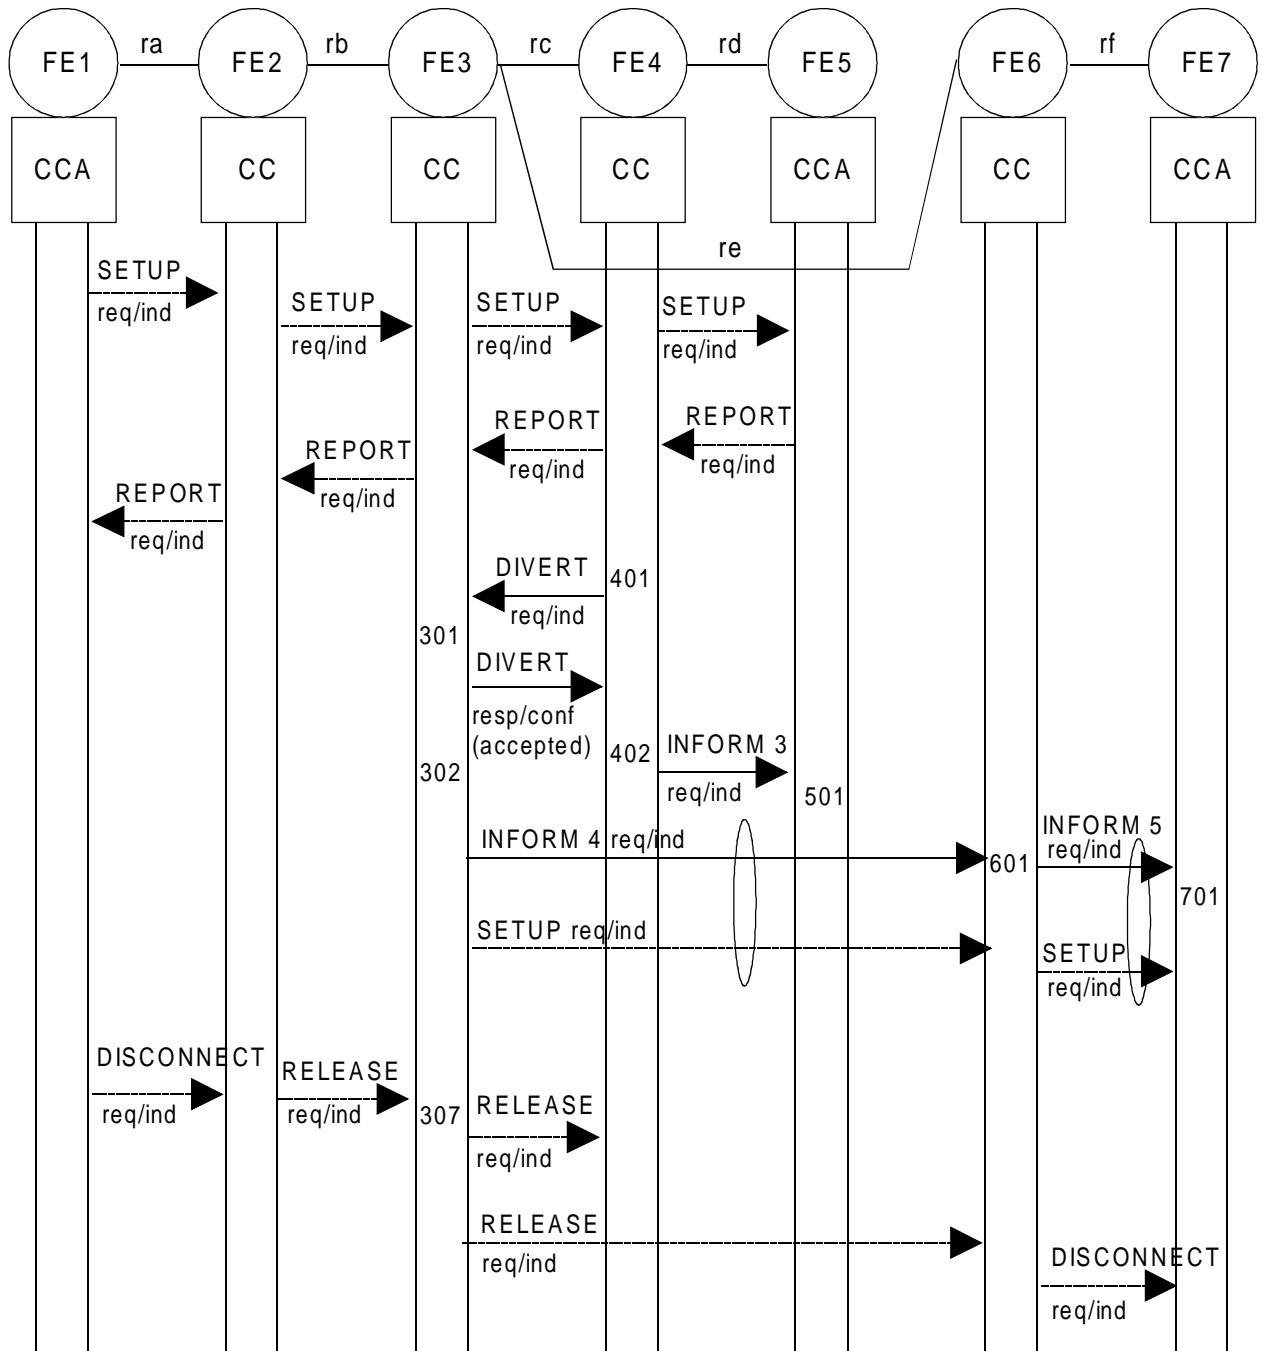 FE1 ra FE2 rb FE3 rc FE4 rd FE5 FE6 rf FE7
CCA CC CC CC CCA CC CCA
re
SETUP
req/ind
SETUP
req/ind
SETUP
req/ind
SETUP
req/ind
REPORT
req/ind
REPORT
req/ind
REPORT
req/ind
REPORT
req/ind
DIVERT
req/ind
401
301
DIVERT
resp/conf
(accepted)
402
INFORM 3
req/ind
302
501
INFORM 4 req/ind
601
INFORM 5
req/ind
701
SETUP req/ind
SETUP
req/ind
DISCONNECT
req/ind
RELEASE
req/ind
307
RELEASE
req/ind
RELEASE
req/ind
DISCONNECT
req/ind